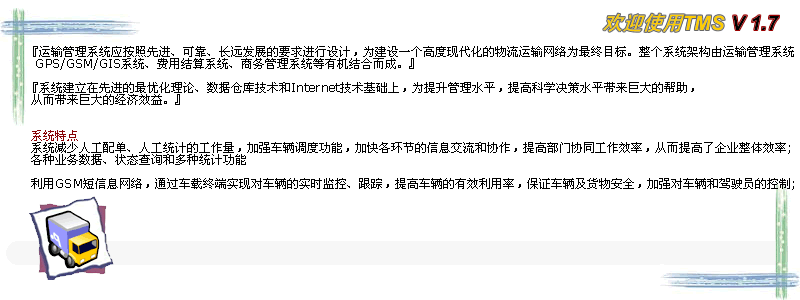 欢迎使用TMS V 1.7
『运输管理系统应按照先进、可靠、长远发展的要求进行设计，为建设一个高度现代化的物流运输网络为最终目标。整个系统架构由运输管理系统
GPS/GSM/GIS系统、费用结算系统、商务管理系统等有机结合而成。』
『系统建立在先进的最优化理论、数据仓库技术和Internet技术基础上，为提升管理水平，提高科学决策水平带来巨大的帮助，
从而带来巨大的经济效益。』
系统特点
系统减少人工配单、人工统计的工作量，加强车辆调度功能，加快各环节的信息交流和协作，提高部门协同工作效率，从而提高了企业整体效率;
各种业务数据、状态查询和多种统计功能
利用GSM短信息网络，通过车载终端实现对车辆的实时监控、跟踪，提高车辆的有效利用率，保证车辆及货物安全，加强对车辆和驾驶员的控制;